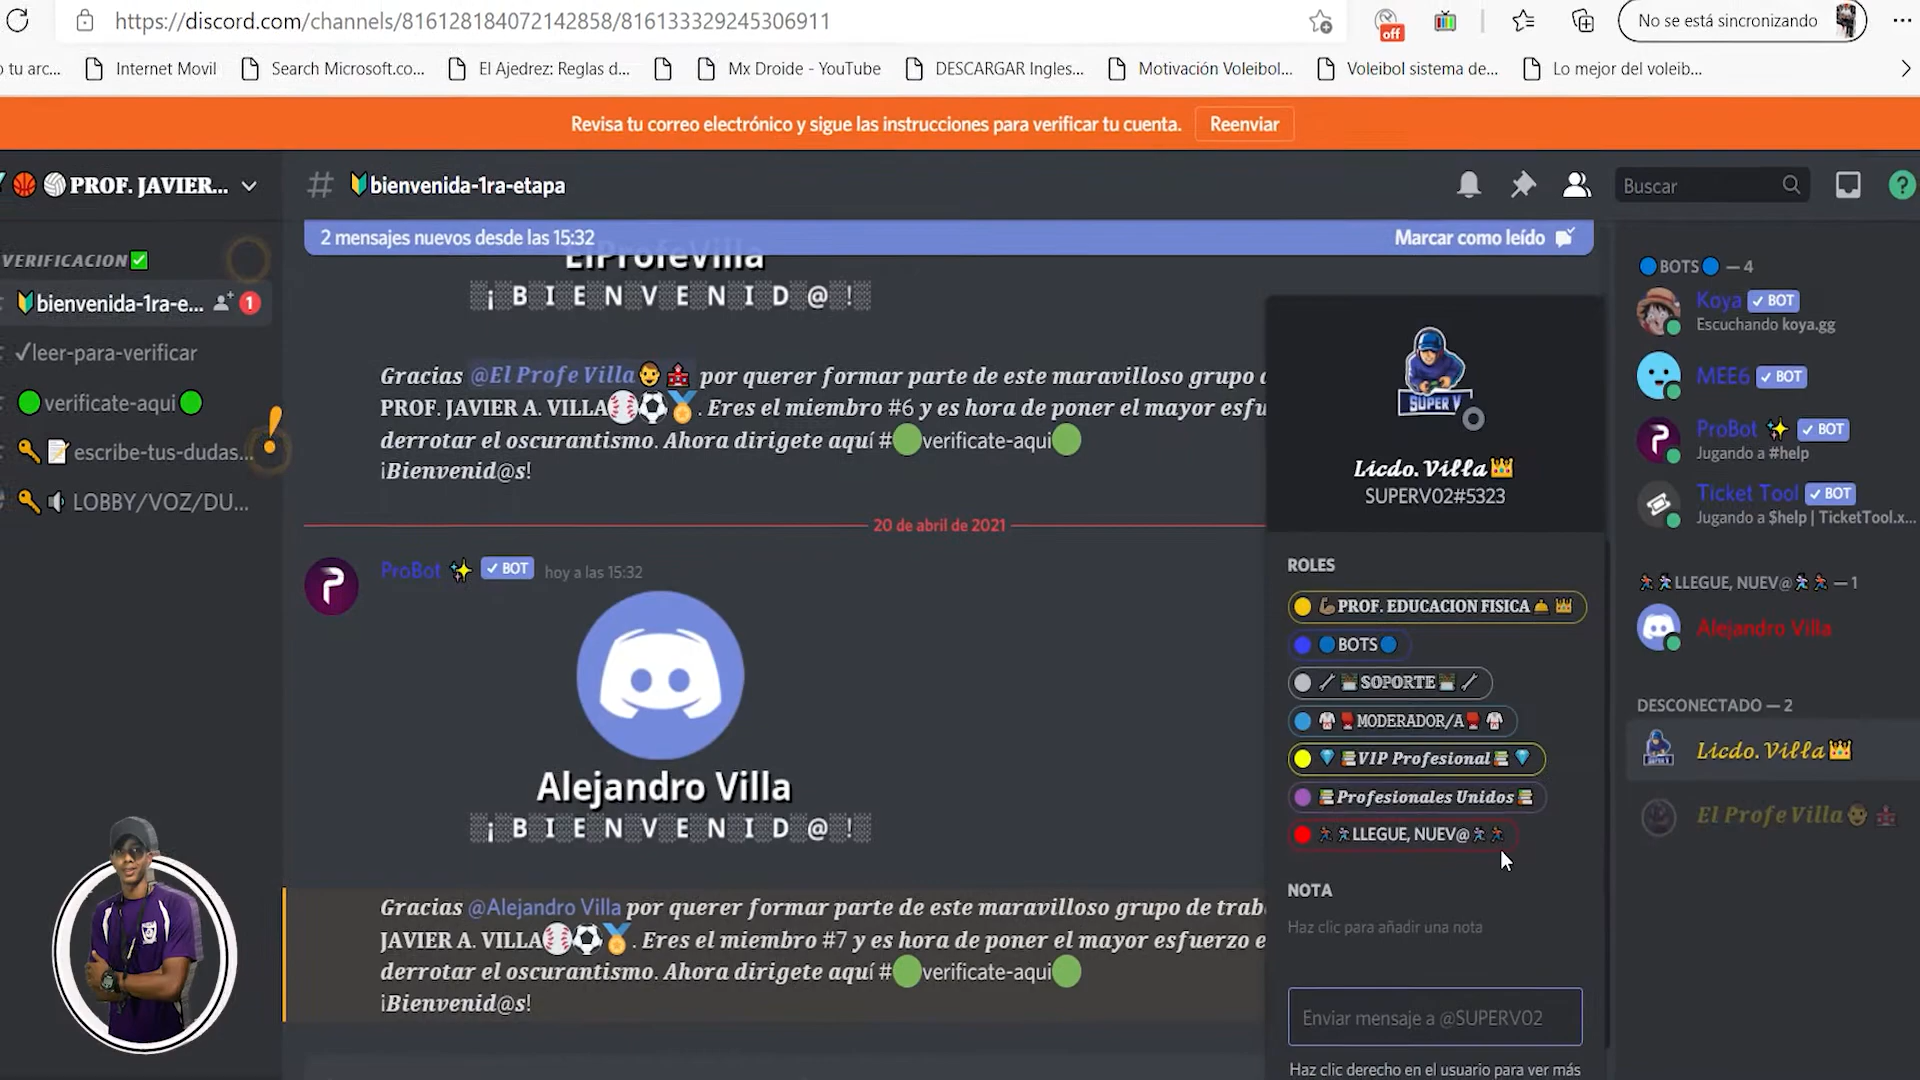 https://discord.com/channels/816128184072142858/816133329245306911
off
No se está sincronizando
o tu arc...
Internet Movil
Search Microsoft.co...
El Ajedrez: Reglas d...
Mx Droide - YouTube
DESCARGAR Ingles...
Motivación Voleibol...
Voleibol sistema de...
Lo mejor del voleib...
Revisa tu correo electrónico y sigue las instrucciones para verificar tu cuenta.
Reenviar
PROF. JAVIER...
bienvenida-1ra-etapa
Buscar
2 mensajes nuevos desde las 15:32
Marcar como leído
VERIFICACION✅
bienvenida-1ra-e...
1
✓leer-para-verificar
🟢verificate-aqui🟢
🔑📝escribe-tus-dudas...
🔑🔊LOBBY/VOZ/DU...
ElProfeVilla
¡BIENVENID@!
Gracias @El Profe Villa por querer formar parte de este maravilloso grupo d
PROF. JAVIER A. VILLA⚾⚽🏅. Eres el miembro #6 y es hora de poner el mayor esfu
derrotar el oscurantismo. Ahora dirigete aquí #🟢verificate-aqui🟢
¡Bienvenid@s!
20 de abril de 2021
ProBot ✨ ✓ BOT hoy a las 15:32
Alejandro Villa
¡BIENVENID@!
Gracias @Alejandro Villa por querer formar parte de este maravilloso grupo de trab
JAVIER A. VILLA⚾⚽🏅. Eres el miembro #7 y es hora de poner el mayor esfuerzo e
derrotar el oscurantismo. Ahora dirigete aquí #🟢verificate-aqui🟢
¡Bienvenid@s!
SUPER V
Licdo. Villa👑
SUPERV02#5323
ROLES
PROF. EDUCACION FISICA
BOTS
SOPORTE
MODERADOR/A
VIP Profesional
Profesionales Unidos
LLEGUE, NUEV@
NOTA
Haz clic para añadir una nota
Enviar mensaje a @SUPERV02
Haz clic derecho en el usuario para ver más
🔵BOTS🔵 — 4
Koya ✓ BOT
Escuchando koya.gg
MEE6 ✓ BOT
ProBot ✨ ✓ BOT
Jugando a #help
Ticket Tool ✓ BOT
Jugando a $help | TicketTool.x...
LLEGUE, NUEV@ — 1
Alejandro Villa
DESCONECTADO — 2
Licdo. Villa👑
El Profe Villa